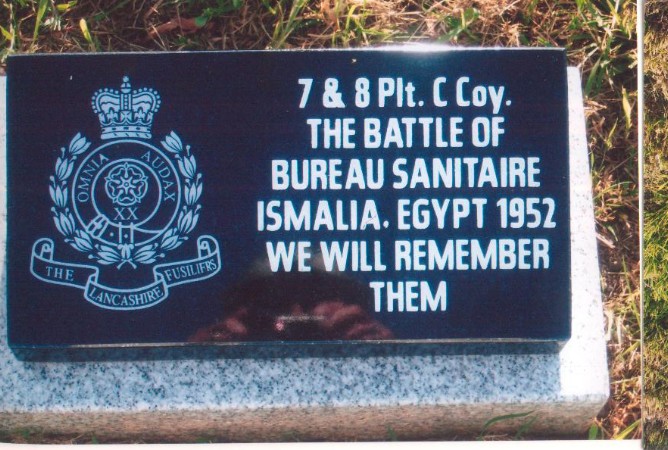 OMNIA AUDAX
XX
THE LANCASHIRE FUSILIERS
7 & 8 Plt. C Coy.
THE BATTLE OF
BUREAU SANITAIRE
ISMALIA. EGYPT 1952
WE WILL REMEMBER
THEM